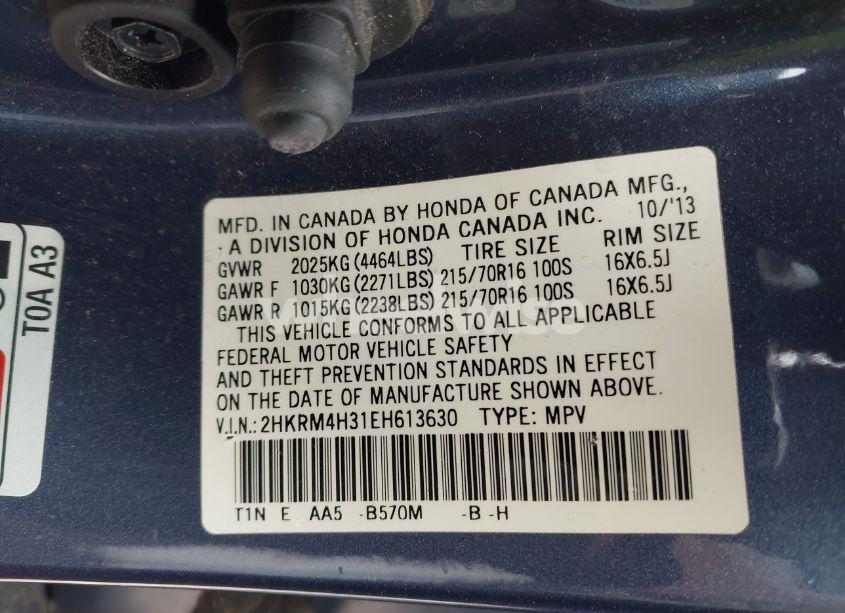 MFD. IN CANADA BY HONDA OF CANADA MFG.,
A DIVISION OF HONDA CANADA INC. 10/'13
GVWR 2025KG(4464LBS) TIRE SIZE RIM SIZE
GAWR F 1030KG(2271LBS) 215/70R16 100S 16X6.5J
GAWR R 1015KG(2238LBS) 215/70R16 100S 16X6.5J
THIS VEHICLE CONFORMS TO ALL APPLICABLE
FEDERAL MOTOR VEHICLE SAFETY
AND THEFT PREVENTION STANDARDS IN EFFECT
ON THE DATE OF MANUFACTURE SHOWN ABOVE.
V.I.N.:2HKRM4H31EH613630 TYPE: MPV
T1N E AA5 -B570M -B -H
T0A A3